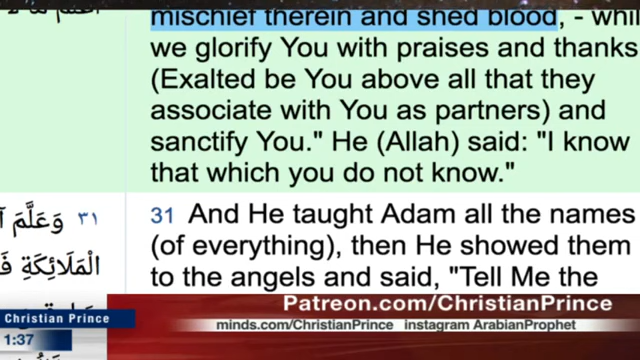 mischief therein and shed blood, - whil
we glorify You with praises and thanks
(Exalted be You above all that they
associate with You as partners) and
sanctify You." He (Allah) said: "I know
that which you do not know."
٣١ وَعَلَّمَ آ
31 And He taught Adam all the names
الْمَلَائِكَةِ فَ
(of everything), then He showed them
to the angels and said, "Tell Me the
Patreon.com/ChristianPrince
Christian Prince
minds.com/ChristianPrince instagram ArabianProphet
1:37